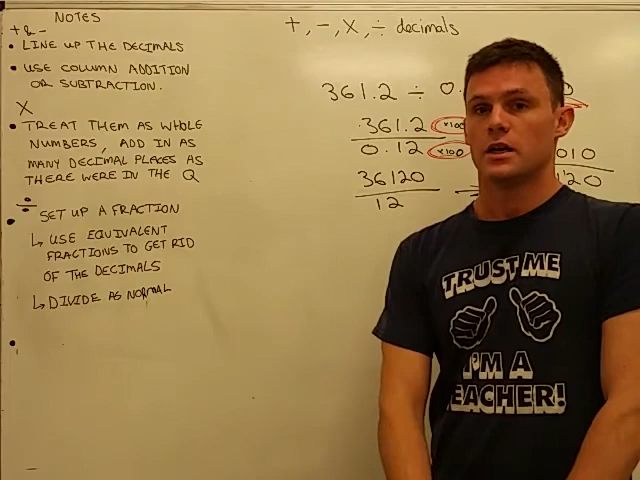 NOTES
+ & -
• LINE UP THE DECIMALS
• USE COLUMN ADDITION
OR SUBTRACTION.
X
• TREAT THEM AS WHOLE
NUMBERS, ADD IN AS
MANY DECIMAL PLACES AS
THERE WERE IN THE Q
÷
• SET UP A FRACTION
↳ USE EQUIVALENT
FRACTIONS TO GET RID
OF THE DECIMALS
↳ DIVIDE AS NORMAL
+, -, X, ÷ decimals
361.2 ÷ 0.
361.2 ×100
0.12 ×100
36120
12
010
120
TRUST ME
I'M A
TEACHER!